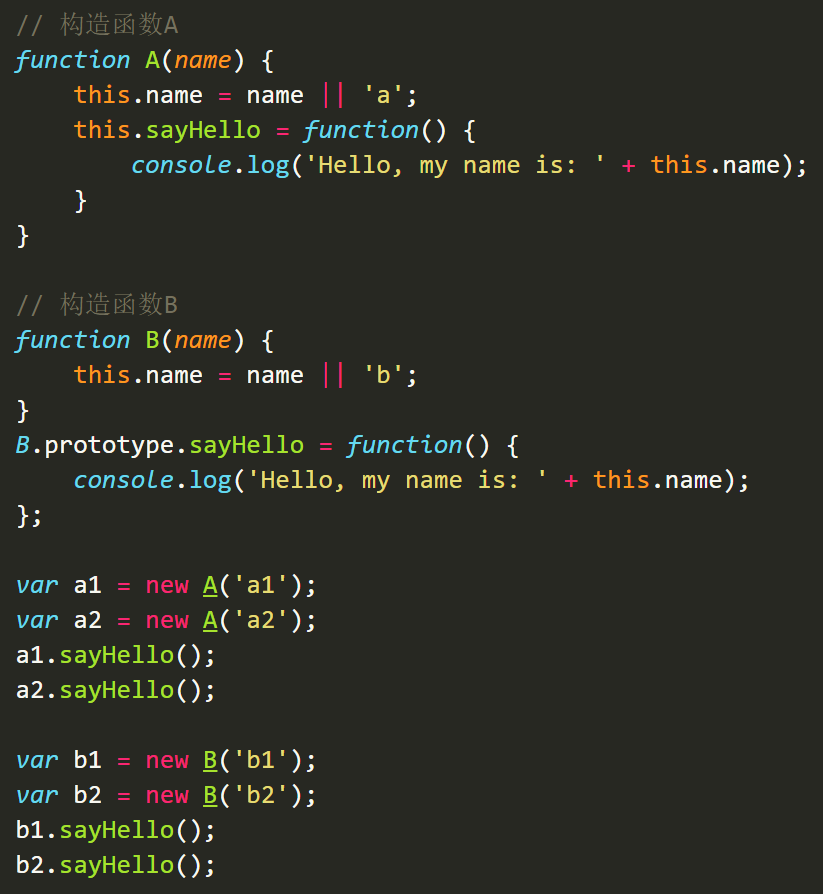 // 构造函数A
function A(name) {
    this.name = name || 'a';
    this.sayHello = function() {
        console.log('Hello, my name is: ' + this.name);
    }
}

// 构造函数B
function B(name) {
    this.name = name || 'b';
}
B.prototype.sayHello = function() {
    console.log('Hello, my name is: ' + this.name);
};

var a1 = new A('a1');
var a2 = new A('a2');
a1.sayHello();
a2.sayHello();

var b1 = new B('b1');
var b2 = new B('b2');
b1.sayHello();
b2.sayHello();